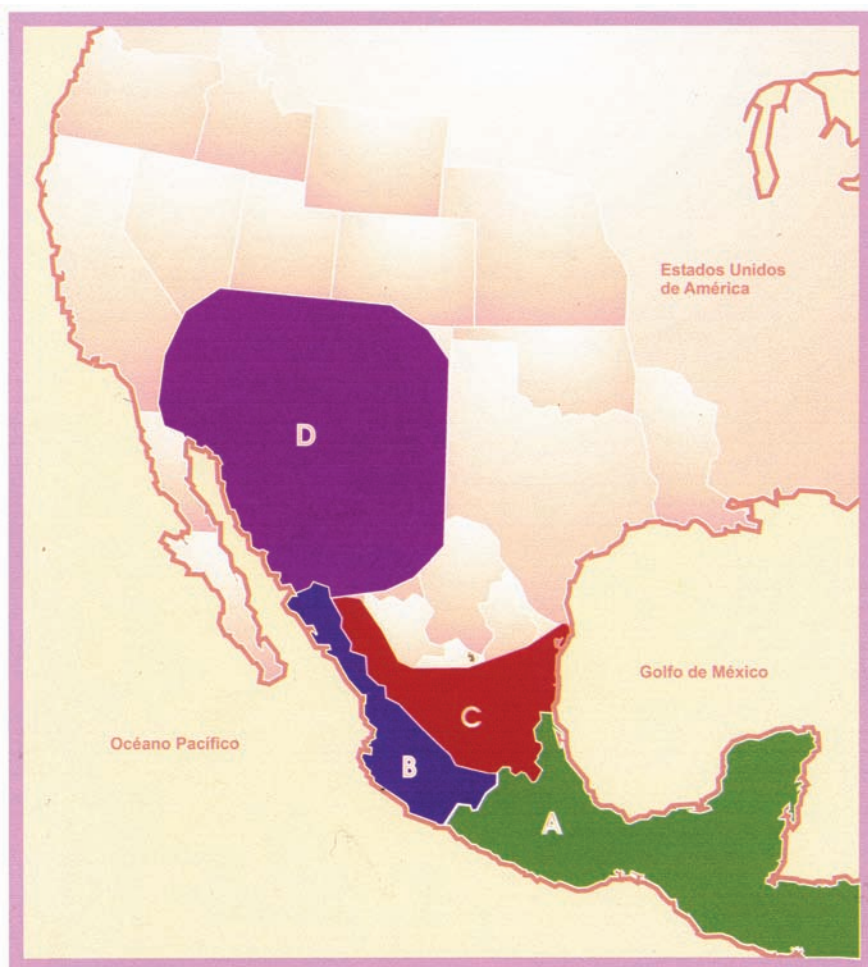 Estados Unidos
de América
D
Golfo de México
C
Océano Pacífico
B
A